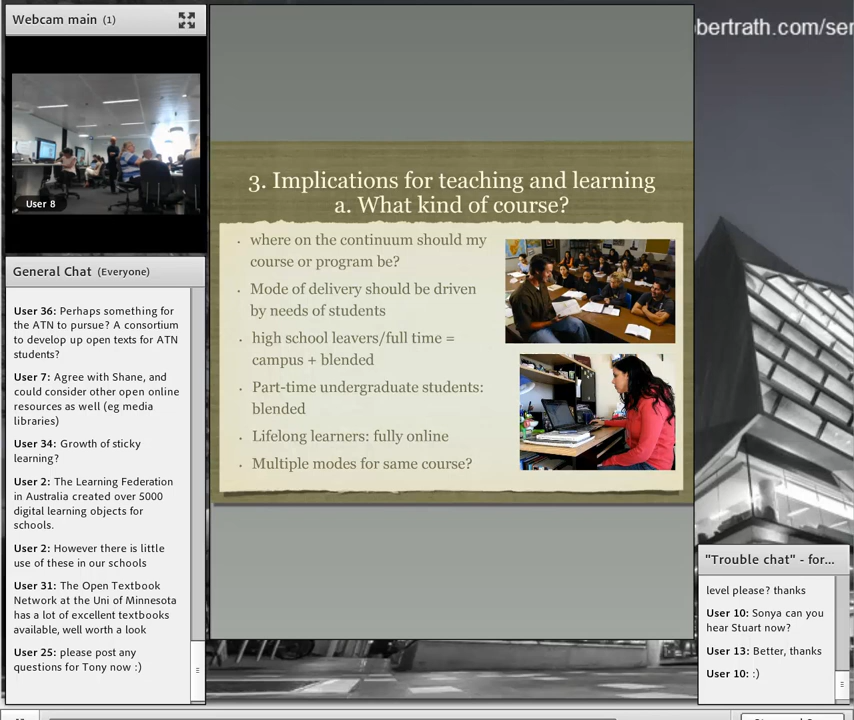 Webcam main (1)
User 8
General Chat (Everyone)
User 36: Perhaps something for
the ATN to pursue? A consortium
to develop up open texts for ATN
students?
User 7: Agree with Shane, and
could consider other open online
resources as well (eg media
libraries)
User 34: Growth of sticky
learning?
User 2: The Learning Federation
in Australia created over 5000
digital learning objects for
schools.
User 2: However there is little
use of these in our schools
User 31: The Open Textbook
Network at the Uni of Minnesota
has a lot of excellent textbooks
available, well worth a look
User 25: please post any
questions for Tony now :)
3. Implications for teaching and learning
a. What kind of course?
· where on the continuum should my
course or program be?
· Mode of delivery should be driven
by needs of students
· high school leavers/full time =
campus + blended
· Part-time undergraduate students:
blended
· Lifelong learners: fully online
· Multiple modes for same course?
bertrath.com/ser
"Trouble chat" - for...
level please? thanks
User 10: Sonya can you
hear Stuart now?
User 13: Better, thanks
User 10: :)